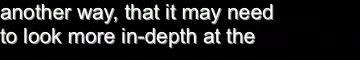 another way, that it may need
to look more in-depth at the